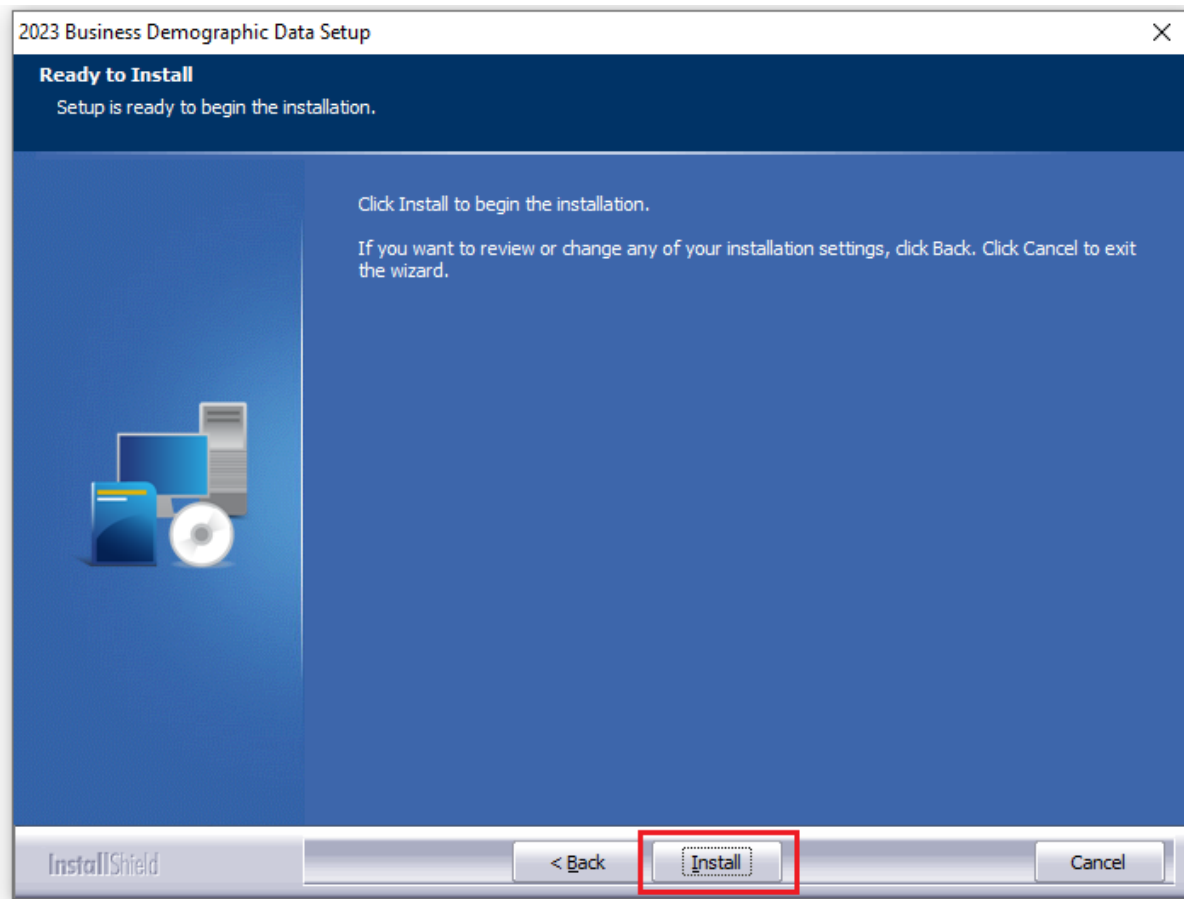 2023 Business Demographic Data Setup
Ready to Install
Setup is ready to begin the installation.
Click Install to begin the installation.
If you want to review or change any of your installation settings, click Back. Click Cancel to exit
the wizard.
InstallShield
< Back
Install
Cancel